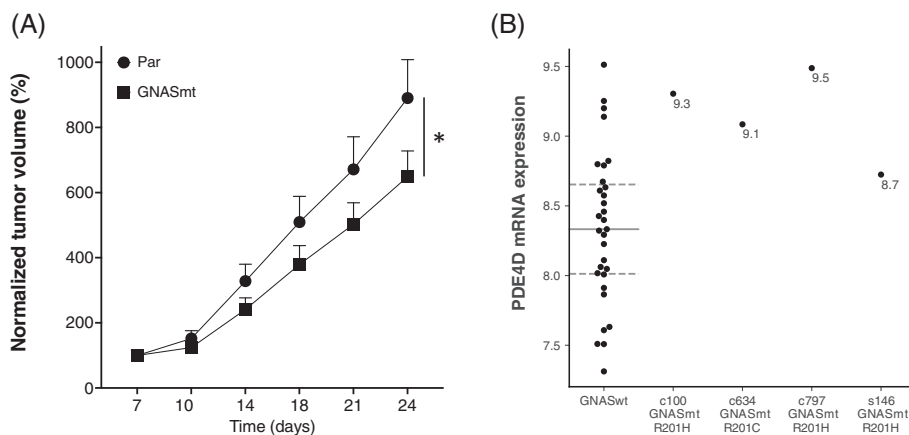 (A)
Par
GNASmt
Normalized tumor volume (%)
1000
800
600
400
200
0
*
7 10 14 18 21 24
Time (days)
(B)
PDE4D mRNA expression
9.5
9.0
8.5
8.0
7.5
9.3
9.1
9.5
8.7
GNASwt
c100
GNASmt
R201H
c634
GNASmt
R201C
c797
GNASmt
R201H
s146
GNASmt
R201H